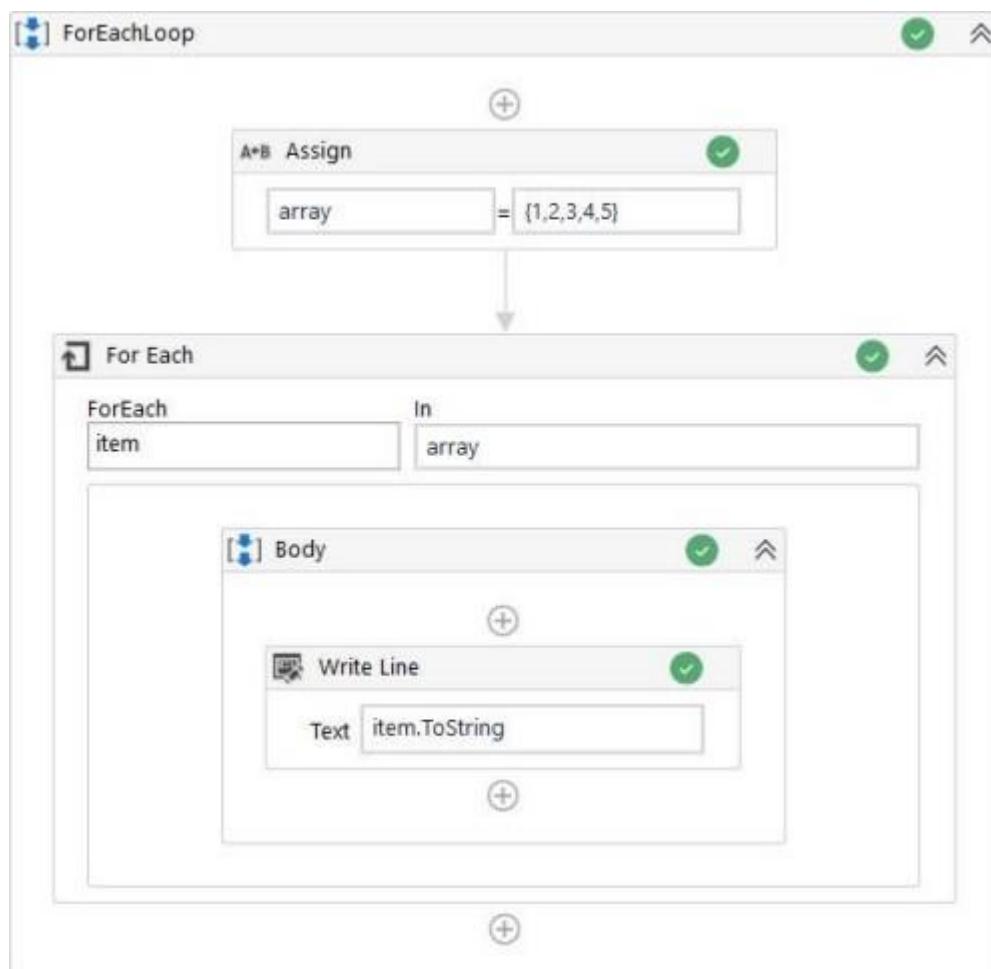 ForEachLoop
A+B Assign
array = {1,2,3,4,5}
For Each
ForEach In
item array
Body
Write Line
Text item.ToString